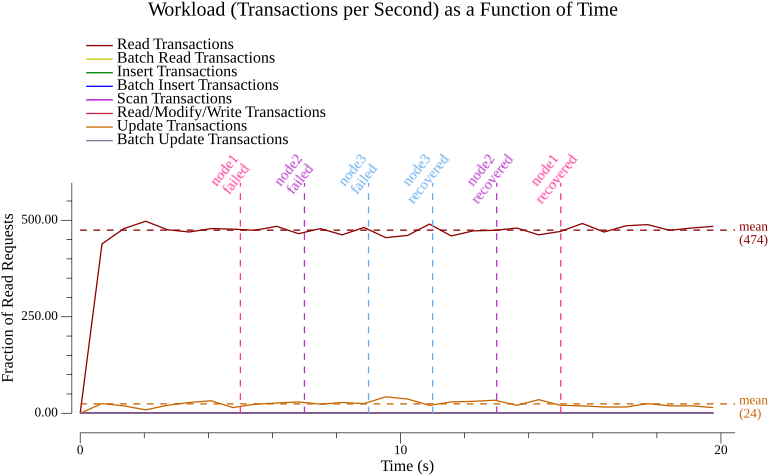 Workload (Transactions per Second) as a Function of Time
Read Transactions
Batch Read Transactions
Insert Transactions
Batch Insert Transactions
Scan Transactions
Read/Modify/Write Transactions
Update Transactions
Batch Update Transactions
node1
failed
node2
failed
node3
failed
node3
recovered
node2
recovered
node1
recovered
Fraction of Read Requests
500.00
250.00
0.00
mean
(474)
mean
(24)
0
10
20
Time (s)